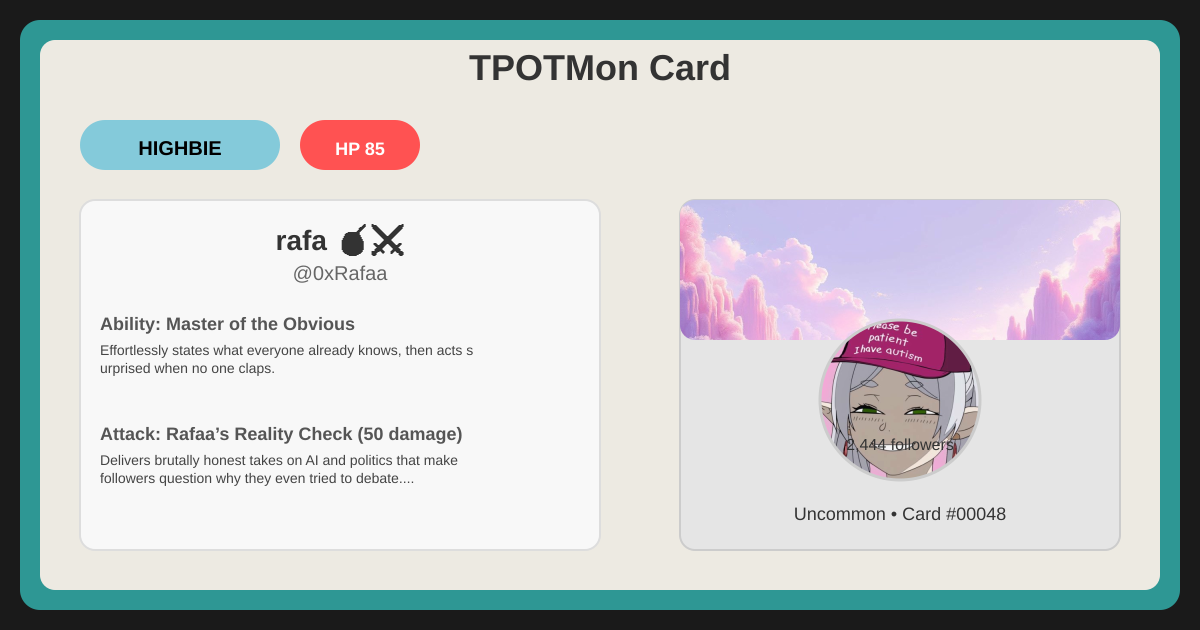 TPOTMon Card
HIGHBIE
HP 85
rafa 💣⚔
@0xRafaa
Ability: Master of the Obvious
Effortlessly states what everyone already knows, then acts s
urprised when no one claps.
Attack: Rafaa’s Reality Check (50 damage)
Delivers brutally honest takes on AI and politics that make
followers question why they even tried to debate....
Please be
patient
I have autism
2,444 followers
Uncommon • Card #00048